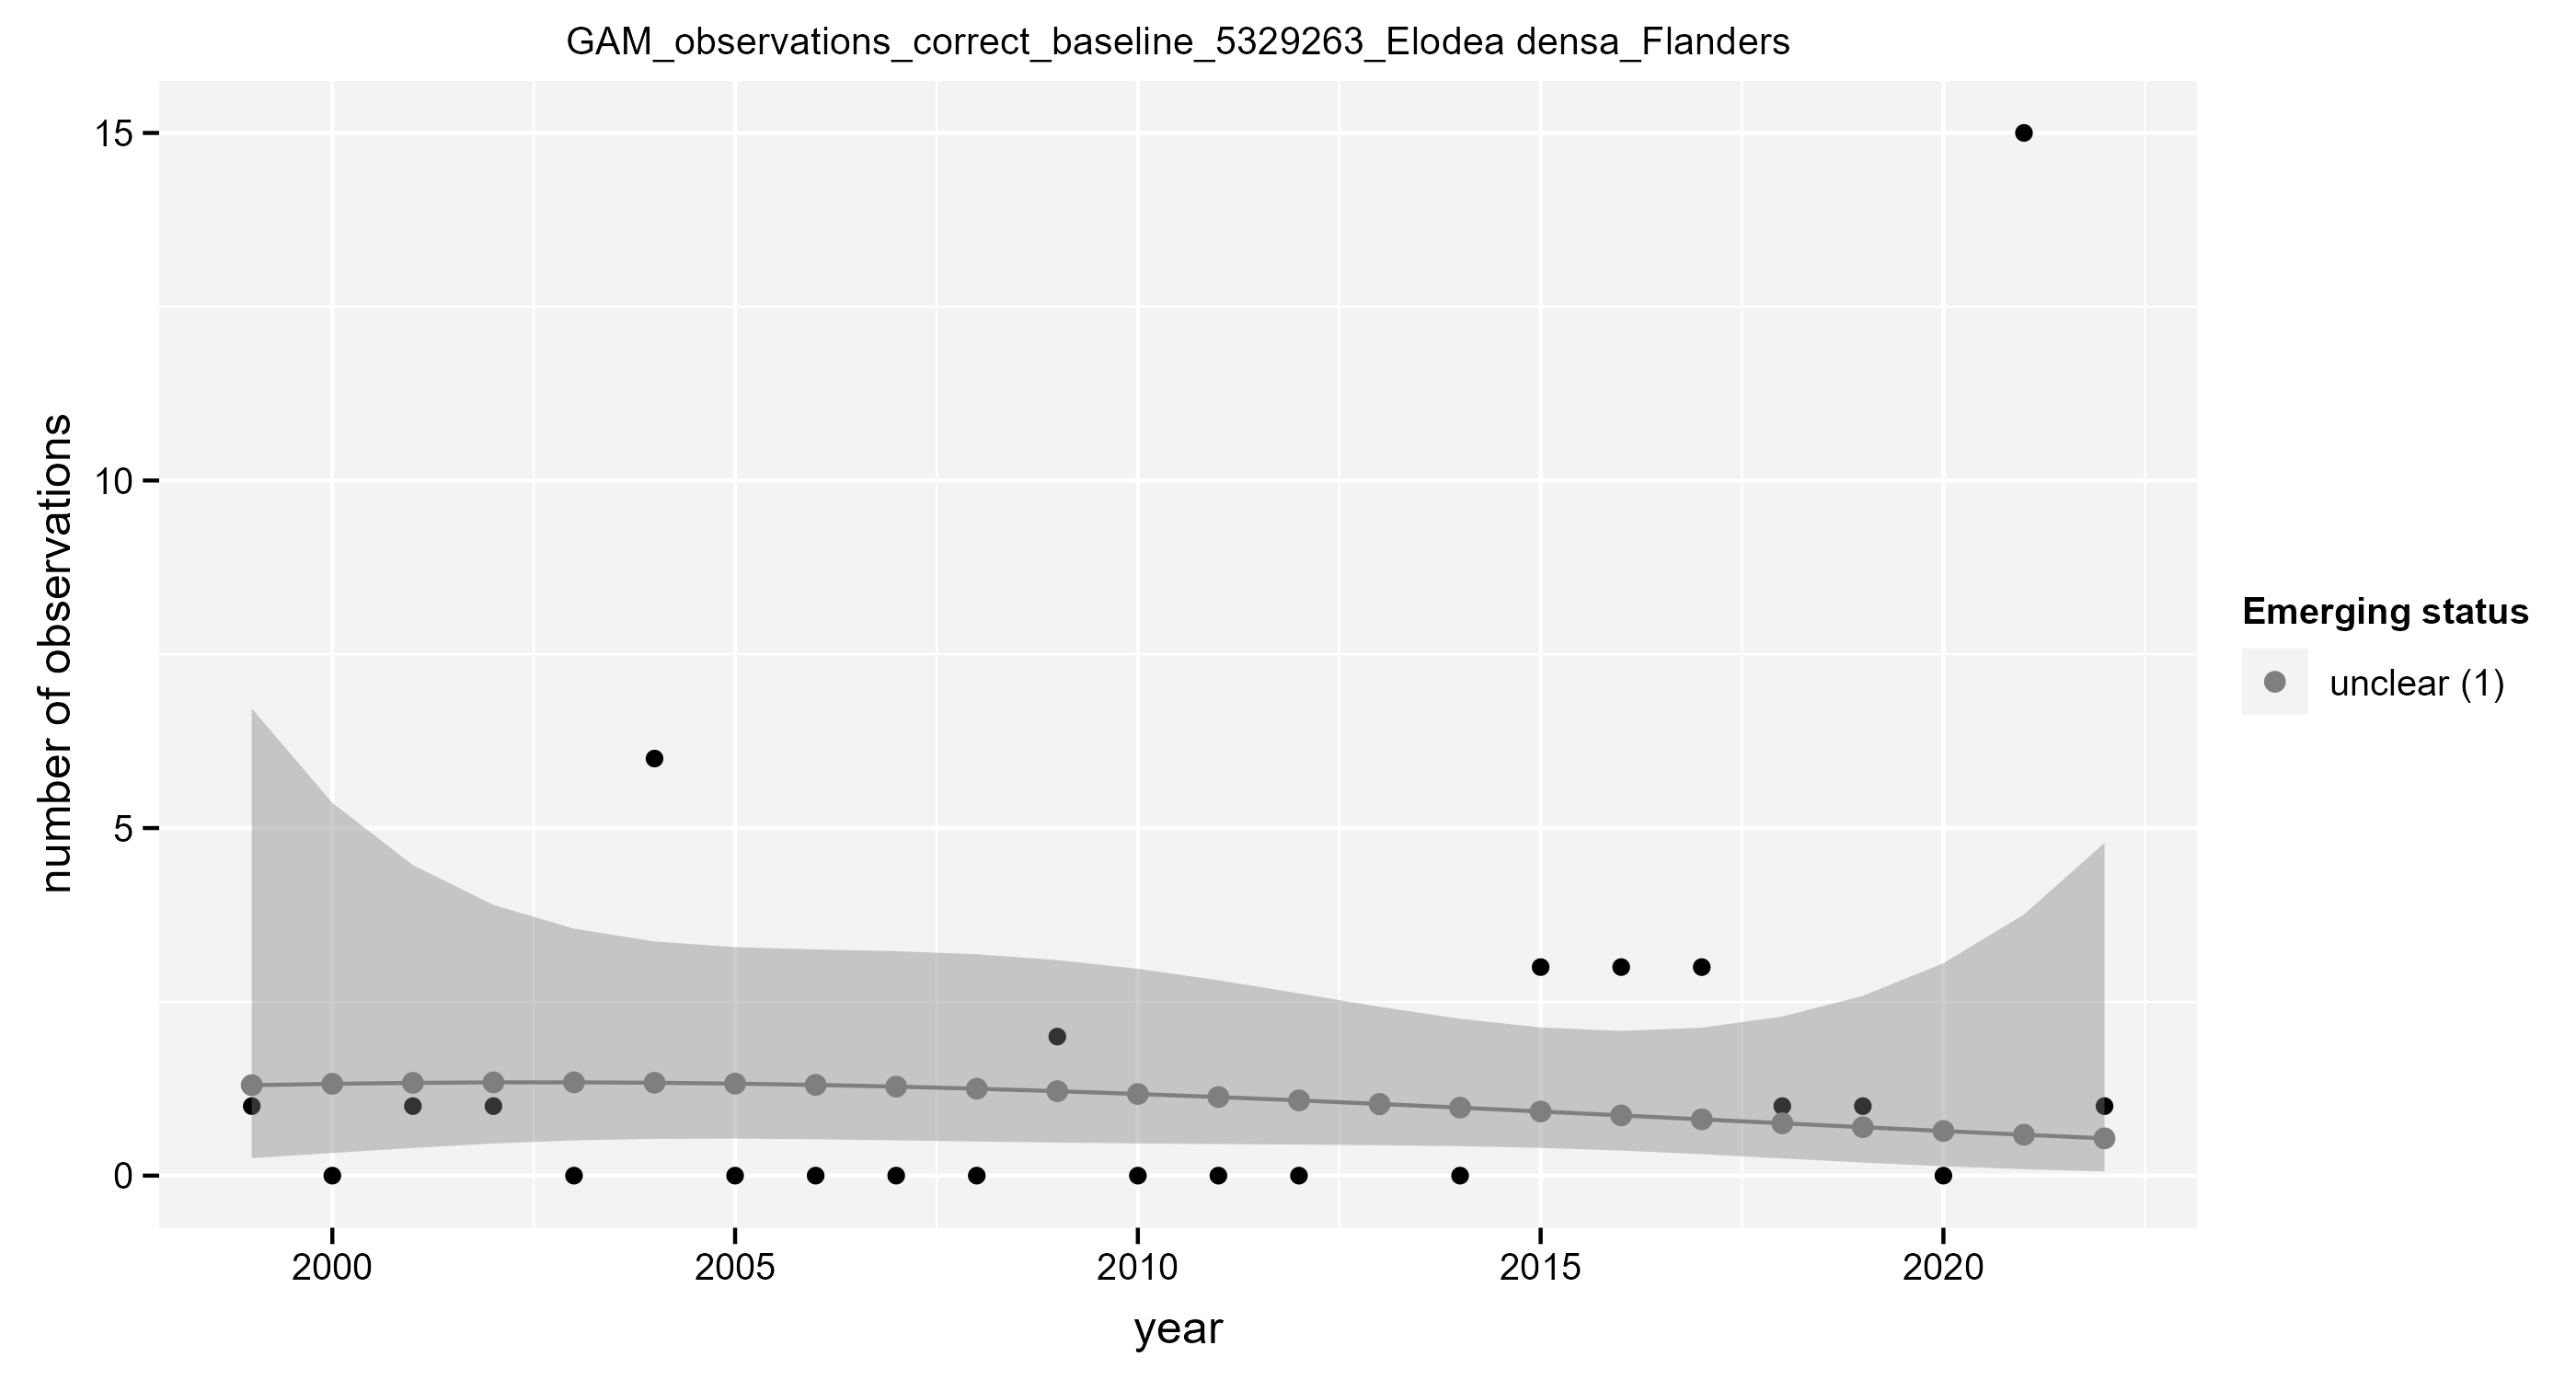 GAM_observations_correct_baseline_5329263_Elodea densa_Flanders
15
10
5
0
number of observations
2000
2005
2010
2015
2020
year
Emerging status
unclear (1)